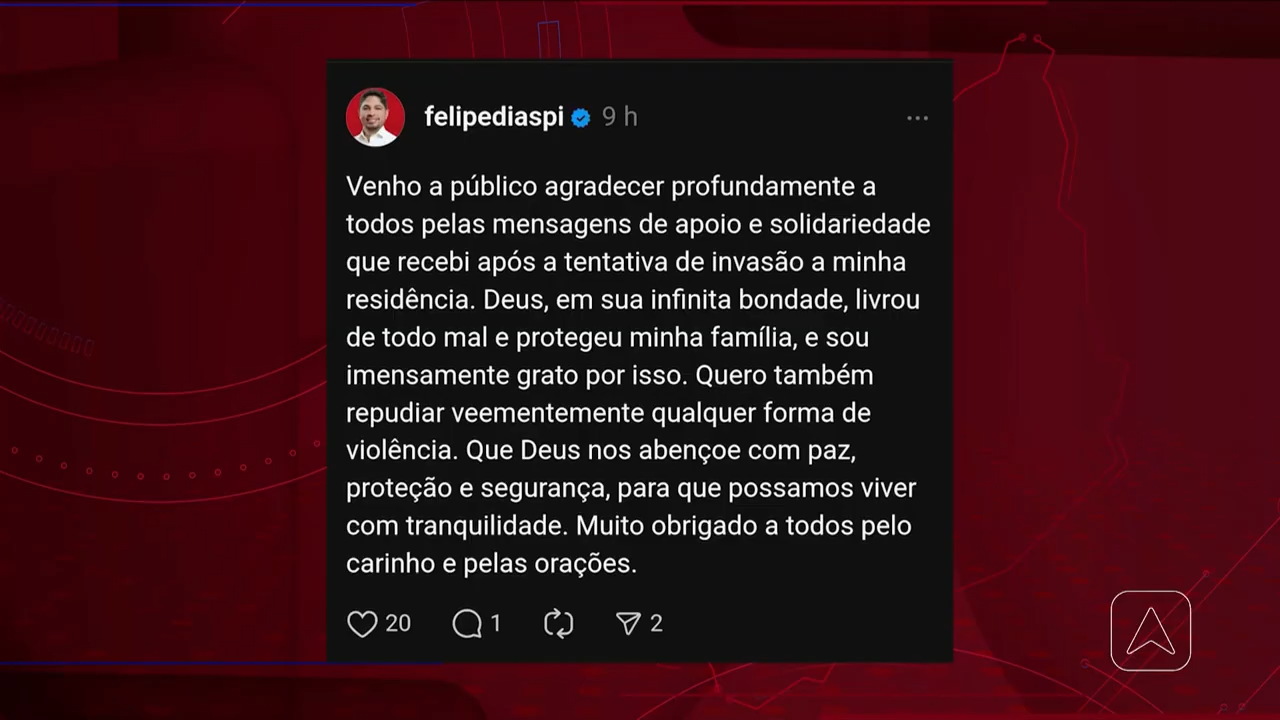 felipediaspi 9 h
Venho a público agradecer profundamente a
todos pelas mensagens de apoio e solidariedade
que recebi após a tentativa de invasão a minha
residência. Deus, em sua infinita bondade, livrou
de todo mal e protegeu minha família, e sou
imensamente grato por isso. Quero também
repudiar veementemente qualquer forma de
violência. Que Deus nos abençoe com paz,
proteção e segurança, para que possamos viver
com tranquilidade. Muito obrigado a todos pelo
carinho e pelas orações.
20 1 2